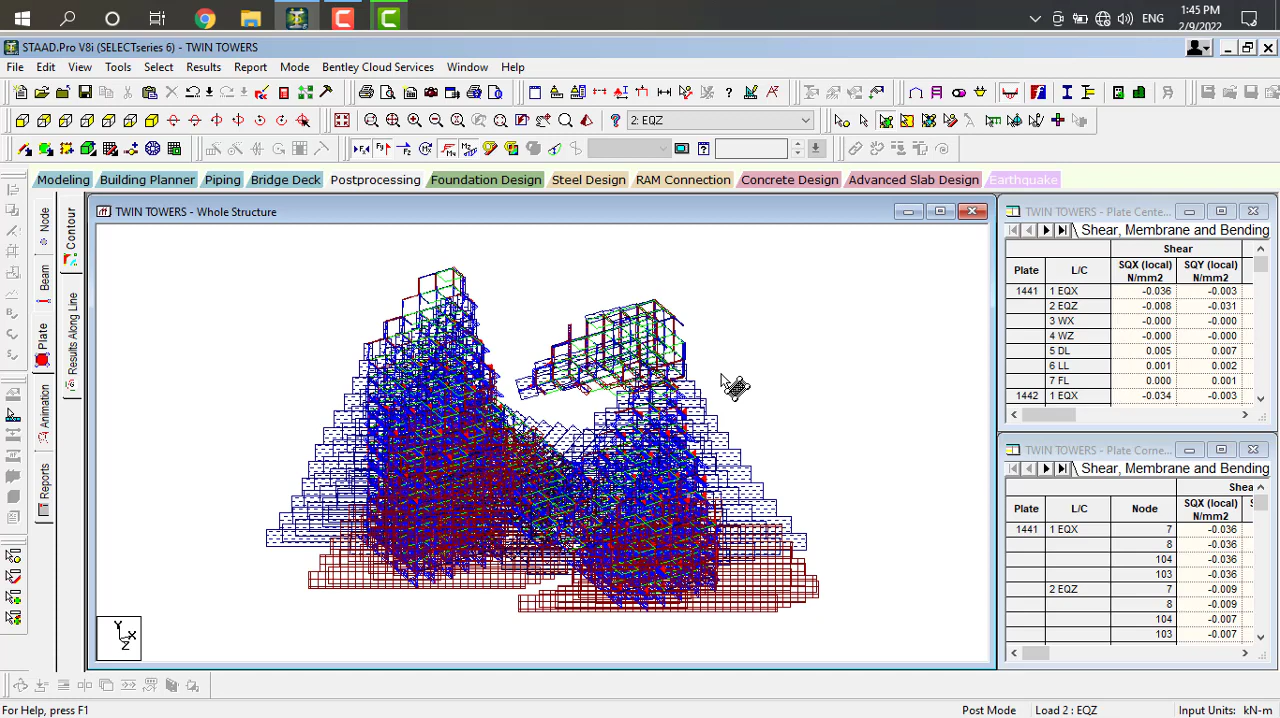 1:45 PM
ENG
2/9/2022
STAAD.Pro V8i (SELECTseries 6) - TWIN TOWERS
File Edit View Tools Select Results Report Mode Bentley Cloud Services Window Help
2: EQZ
Modeling Building Planner Piping Bridge Deck Postprocessing Foundation Design Steel Design RAM Connection Concrete Design Advanced Slab Design Earthquake
Node
Beam
Plate
Animation
Reports
Contour
Results Along Line
TWIN TOWERS - Whole Structure
Y
X
Z
TWIN TOWERS - Plate Cente...
Shear, Membrane and Bending
Shear
Plate L/C SQX (local) N/mm2 SQY (local) N/mm2
1441 1 EQX -0.036 -0.003
2 EQZ -0.008 -0.031
3 WX -0.000 -0.000
4 WZ -0.000 -0.000
5 DL 0.005 0.007
6 LL 0.001 0.002
7 FL 0.000 0.001
1442 1 EQX -0.034 -0.003
TWIN TOWERS - Plate Corne...
Shear, Membrane and Bending
Shea
Plate L/C Node SQX (local) N/mm2
1441 1 EQX 7 -0.036
8 -0.036
104 -0.036
103 -0.036
2 EQZ 7 -0.009
8 -0.009
104 -0.007
103 -0.007
For Help, press F1
Post Mode
Load 2 : EQZ
Input Units: kN-m